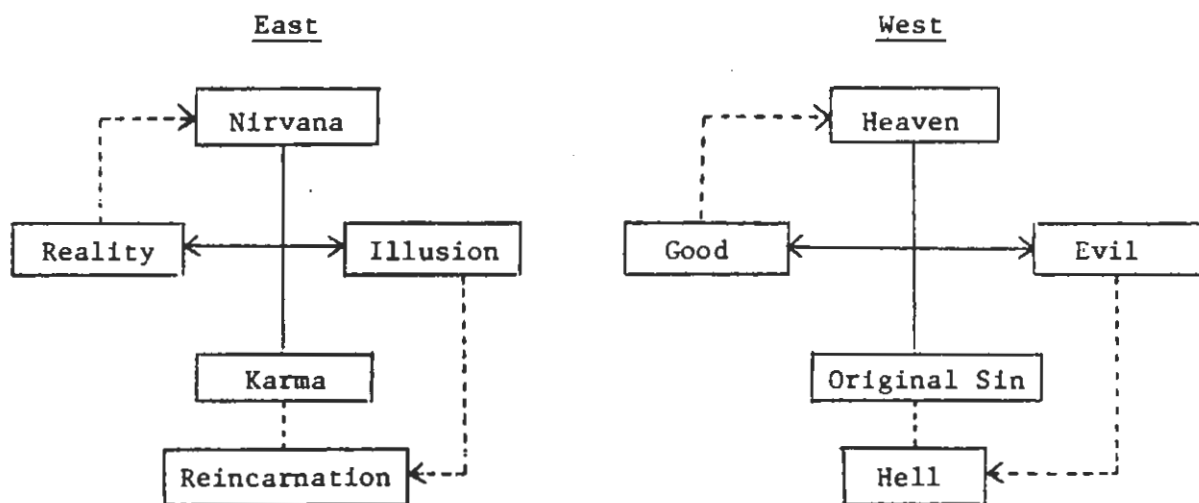 East
West
Nirvana
Heaven
Reality
Illusion
Good
Evil
Karma
Original Sin
Reincarnation
Hell